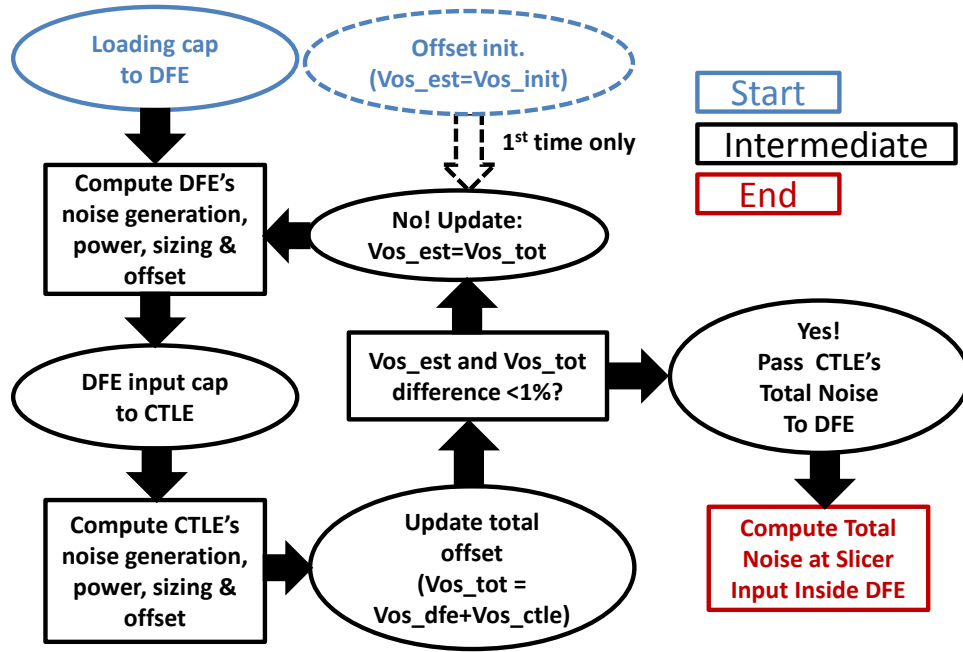 Loading cap
to DFE
Offset init.
(Vos_est=Vos_init)
1st time only
Start
Intermediate
End
Compute DFE's
noise generation,
power, sizing &
offset
No! Update:
Vos_est=Vos_tot
DFE input cap
to CTLE
Vos_est and Vos_tot
difference <1%?
Yes!
Pass CTLE's
Total Noise
To DFE
Compute CTLE's
noise generation,
power, sizing &
offset
Update total
offset
(Vos_tot =
Vos_dfe+Vos_ctle)
Compute Total
Noise at Slicer
Input Inside DFE